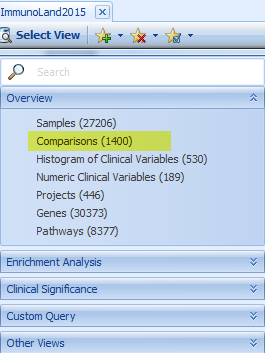 ImmunoLand2015
Select View
Search
Overview
Samples (27206)
Comparisons (1400)
Histogram of Clinical Variables (530)
Numeric Clinical Variables (189)
Projects (446)
Genes (30373)
Pathways (8377)
Enrichment Analysis
Clinical Significance
Custom Query
Other Views